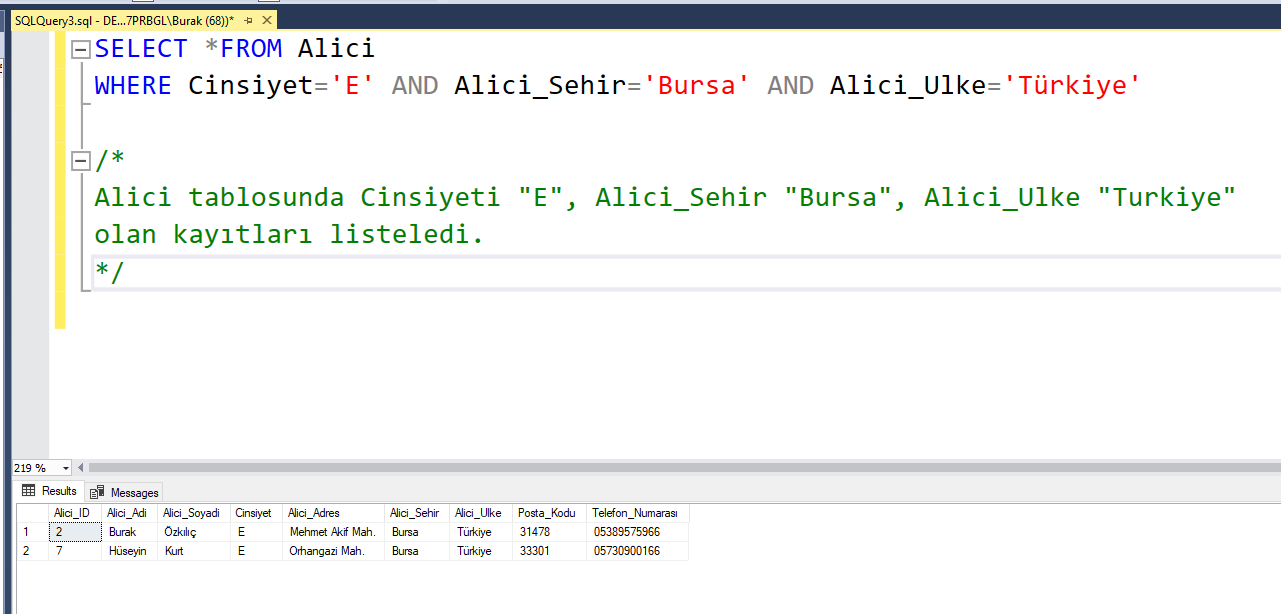 SQLQuery3.sql - DE...7PRBGL\Burak (68))*
SELECT *FROM Alici
WHERE Cinsiyet='E' AND Alici_Sehir='Bursa' AND Alici_Ulke='Türkiye'
/*
Alici tablosunda Cinsiyeti "E", Alici_Sehir "Bursa", Alici_Ulke "Turkiye"
olan kayıtları listeledi.
*/
219 %
Results Messages
Alici_ID Alici_Adi Alici_Soyadi Cinsiyet Alici_Adres Alici_Sehir Alici_Ulke Posta_Kodu Telefon_Numarası
1 2 Burak Özkılıç E Mehmet Akif Mah. Bursa Türkiye 31478 05389575966
2 7 Hüseyin Kurt E Orhangazi Mah. Bursa Türkiye 33301 05730900166